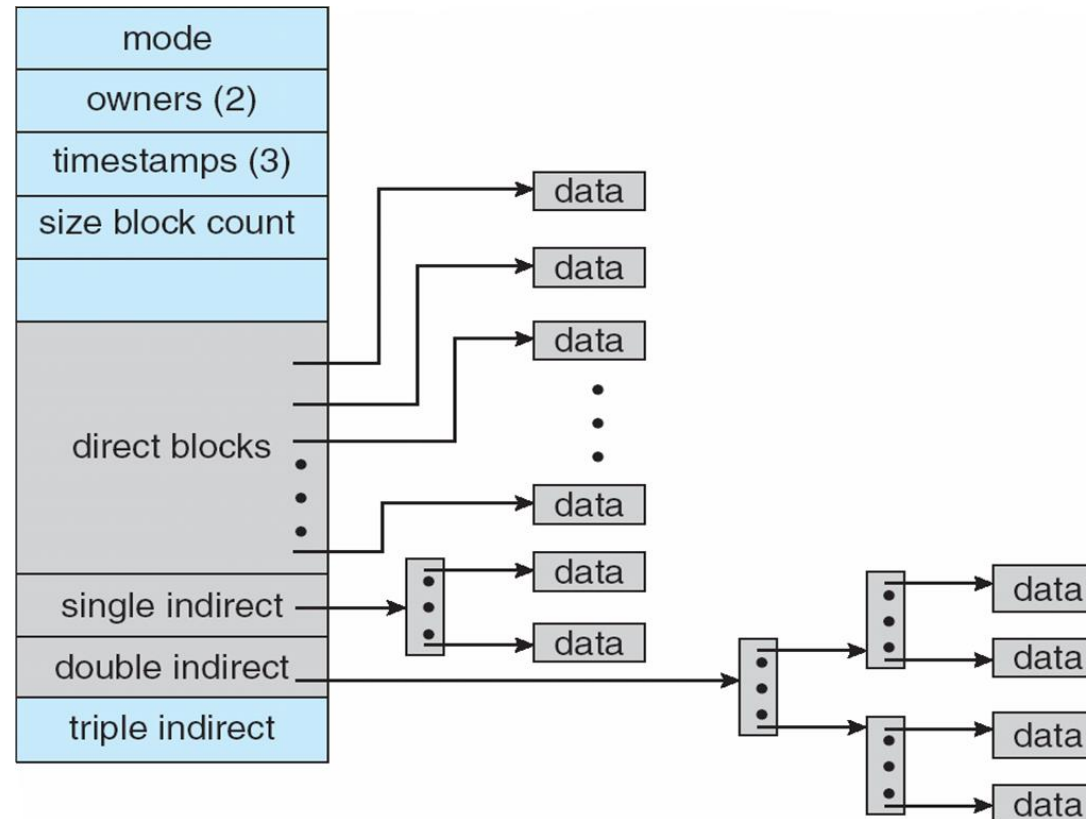 mode
owners (2)
timestamps (3)
size block count
direct blocks
single indirect
double indirect
triple indirect
data
data
data
data
data
data
data
data
data
data